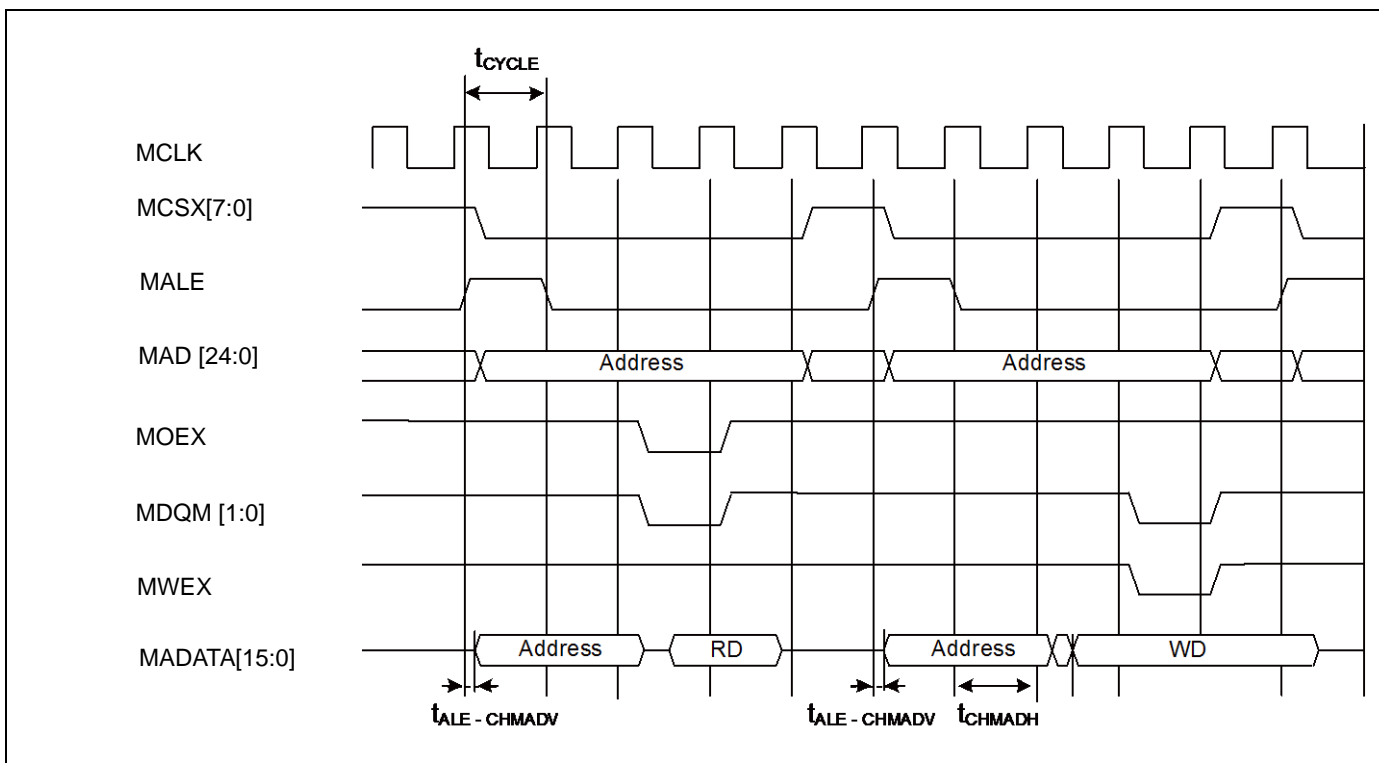 tCYCLE
MCLK
MCSX[7:0]
MALE
MAD [24:0]
Address
Address
MOEX
MDQM [1:0]
MWEX
MADATA[15:0]
Address
RD
Address
WD
tALE - CHMADV
tALE - CHMADV
tCHMADH